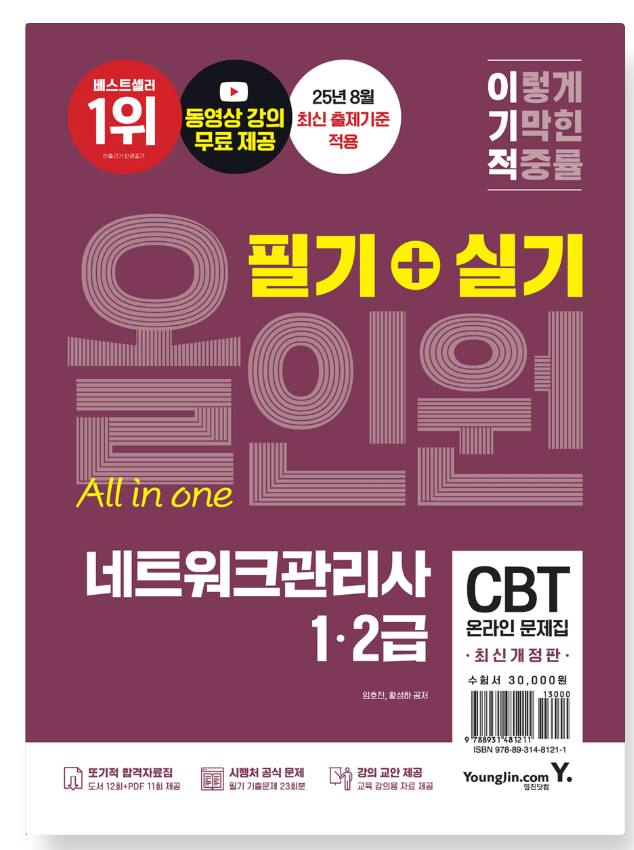 베스트셀러
1위
동영상 강의
무료 제공
25년 8월
최신 출제기준
적용
이렇게
기막힌
적중률
필기 + 실기
올인원
All in one
네트워크관리사
1·2급
임호진, 황성하 공저
CBT
온라인 문제집
·최신개정판·
수험서 30,000원
13000
9 788931 481211
ISBN 978-89-314-8121-1
또기적 합격자료집
도서 12회+PDF 11회 제공
시행처 공식 문제
필기 기출문제 23회분
강의 교안 제공
교육 강의용 자료 제공
YoungJin.com Y.
영진닷컴